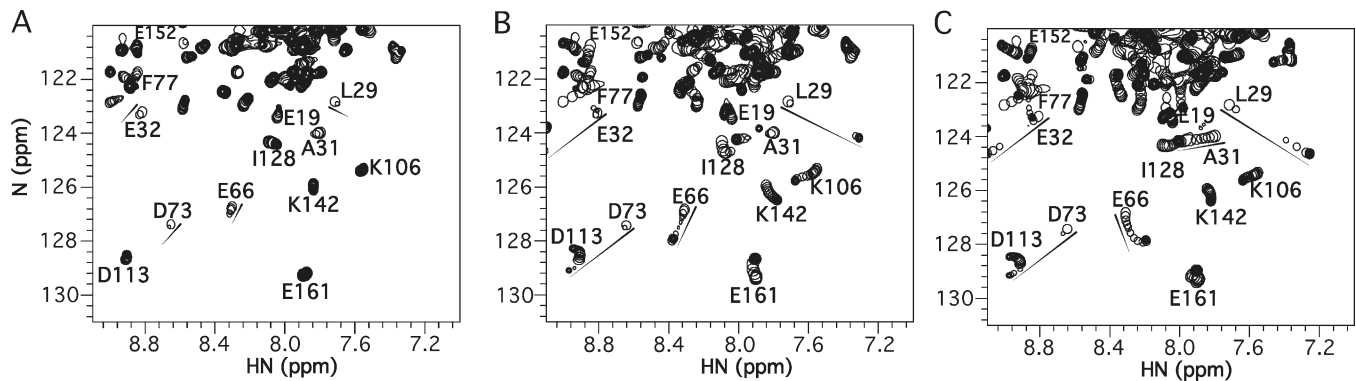 A
E152
122
F77
L29
E32
E19
124
A31
I128
K106
126
E66
K142
D73
128
D113
E161
130
N (ppm)
8.8 8.4 8.0 7.6 7.2
HN (ppm)
B
E152
122
F77
L29
E32
E19
124
A31
I128
126
E66
K106
K142
D73
128
D113
E161
130
8.8 8.4 8.0 7.6 7.2
HN (ppm)
C
E152
122
L29
F77
E32
E19
124
I128
A31
126
E66
K106
K142
D73
128
D113
E161
130
8.8 8.4 8.0 7.6 7.2
HN (ppm)